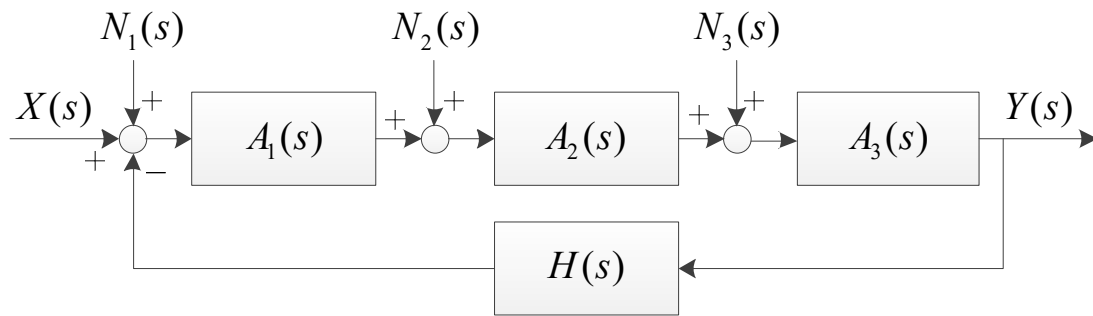 N₁(s) N₂(s) N₃(s)
+ + +
X(s) A₁(s) + A₂(s) + A₃(s) Y(s)
+ −
H(s)